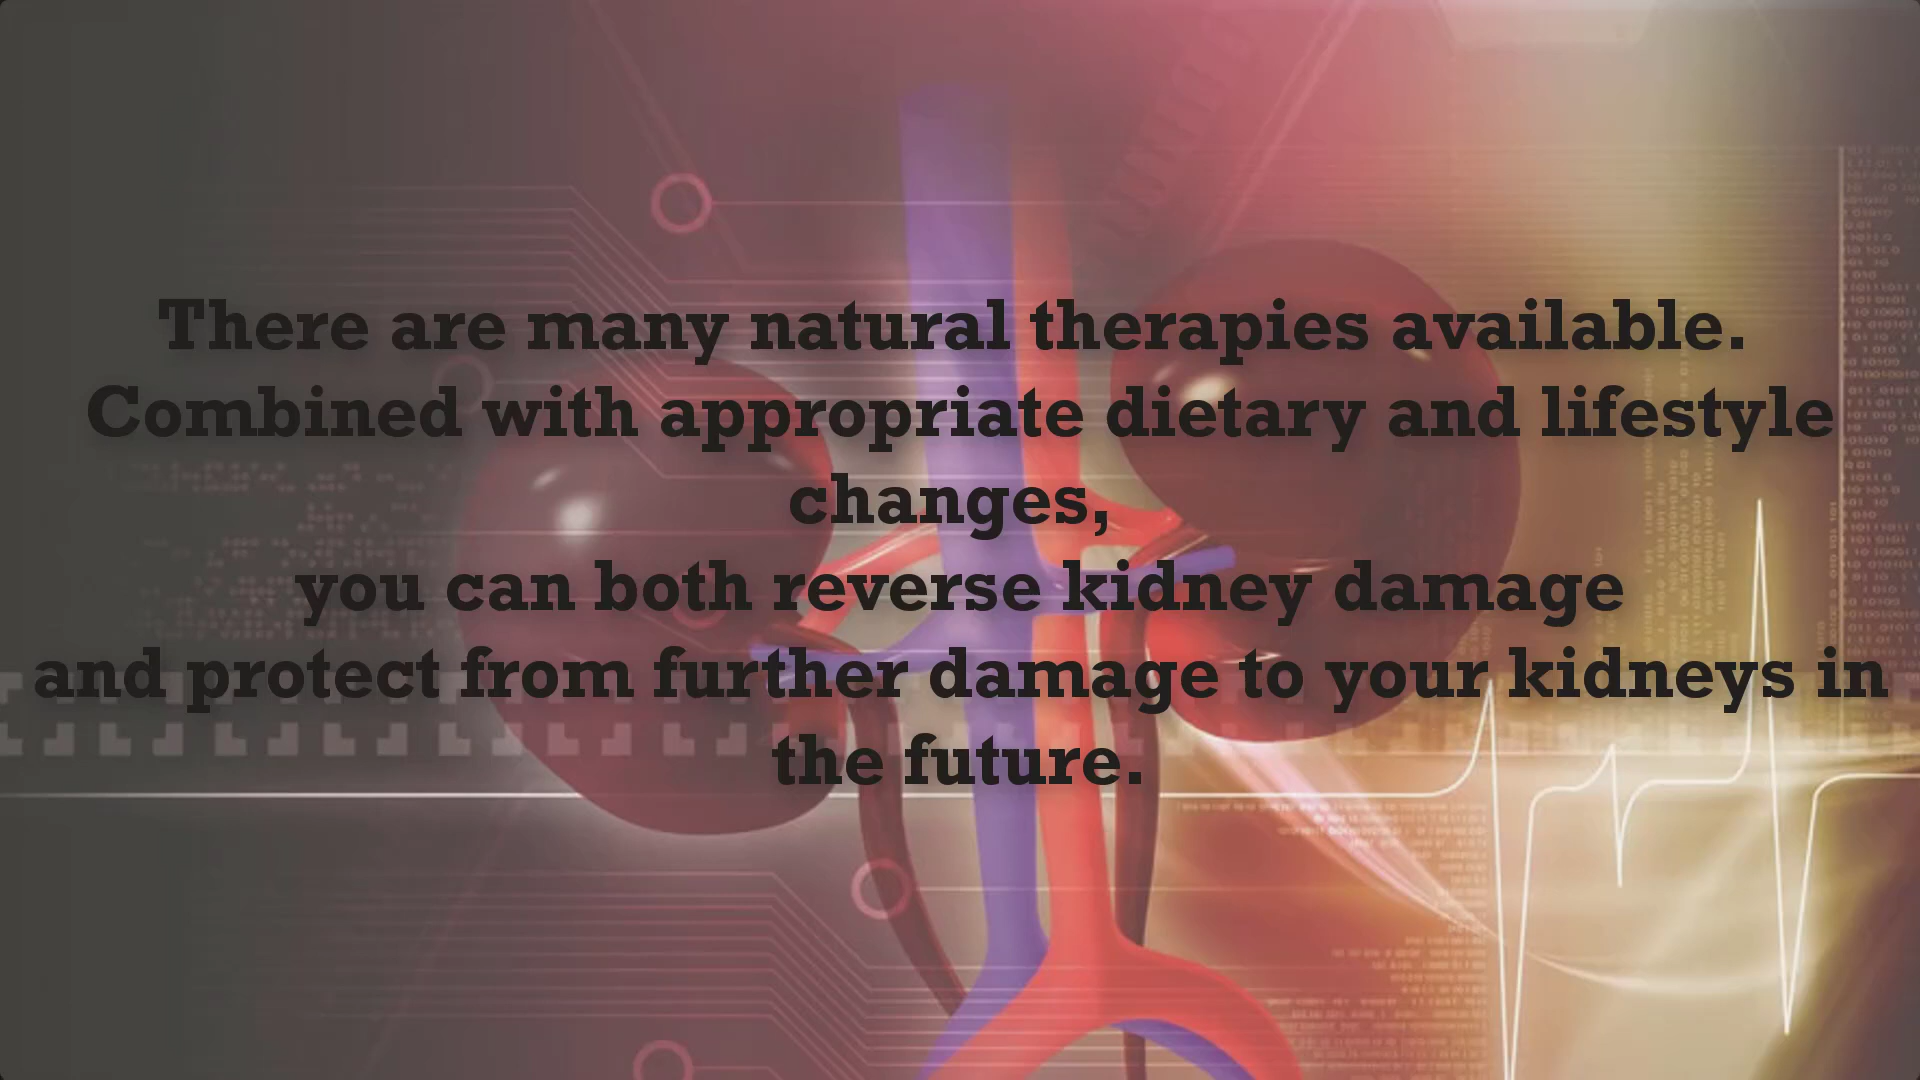 There are many natural therapies available.
Combined with appropriate dietary and lifestyle
changes,
you can both reverse kidney damage
and protect from further damage to your kidneys in
the future.